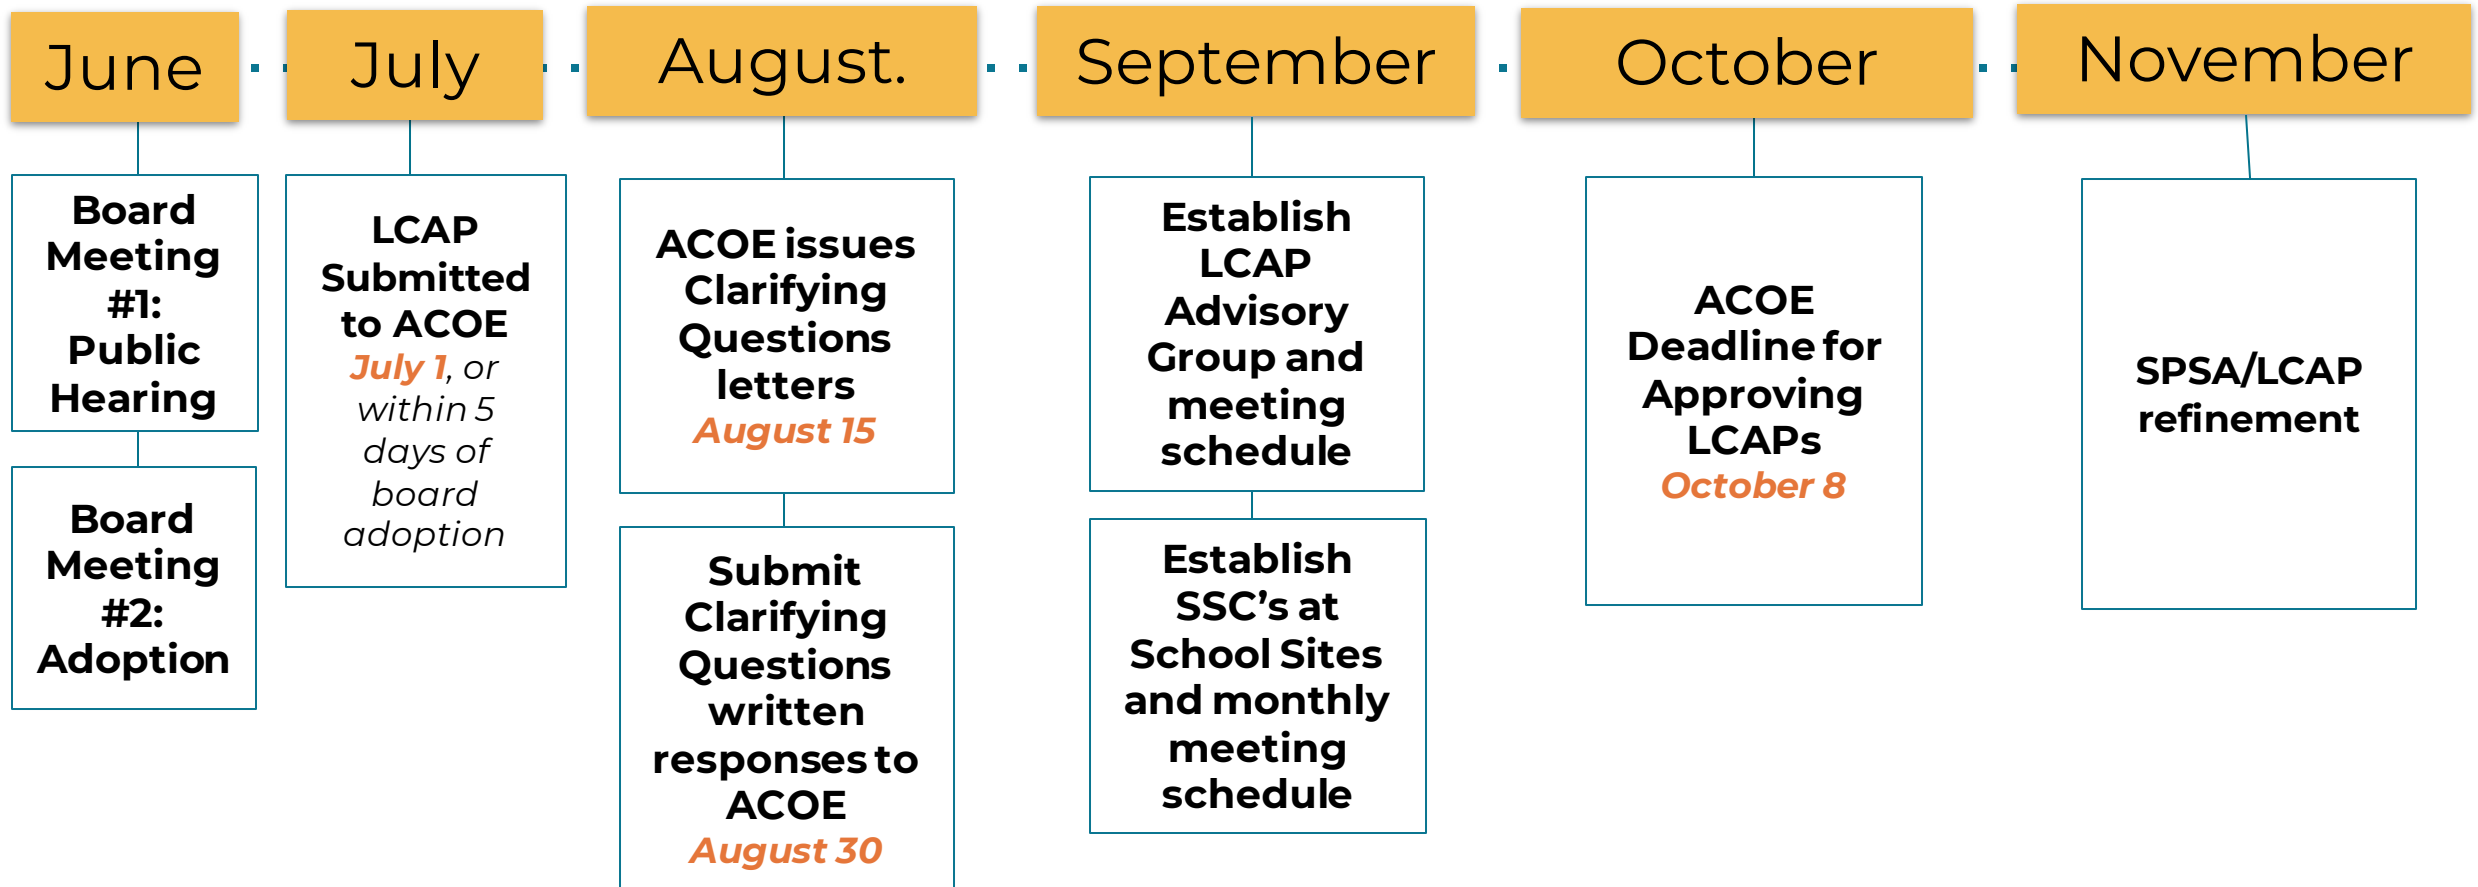 June
July
August.
September
October
November
Board
Meeting
#1:
Public
Hearing
Board
Meeting
#2:
Adoption
LCAP
Submitted
to ACOE
July 1, or
within 5
days of
board
adoption
ACOE issues
Clarifying
Questions
letters
August 15
Submit
Clarifying
Questions
written
responses to
ACOE
August 30
Establish
LCAP
Advisory
Group and
meeting
schedule
Establish
SSC’s at
School Sites
and monthly
meeting
schedule
ACOE
Deadline for
Approving
LCAPs
October 8
SPSA/LCAP
refinement